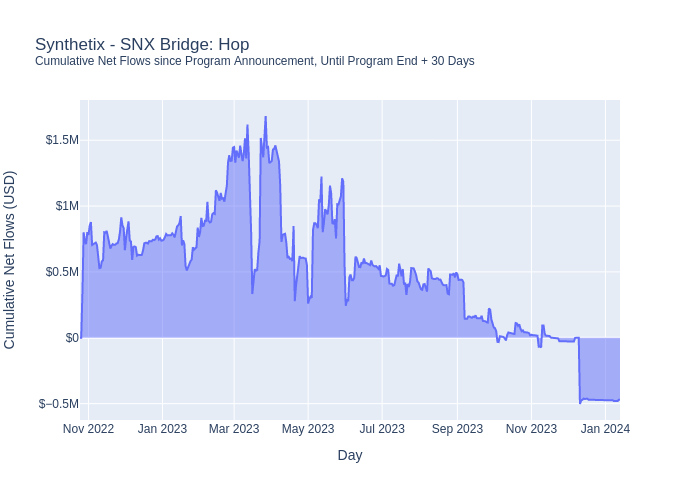 Synthetix - SNX Bridge: Hop
Cumulative Net Flows since Program Announcement, Until Program End + 30 Days
Cumulative Net Flows (USD)
$1.5M
$1M
$0.5M
$0
$−0.5M
Nov 2022 Jan 2023 Mar 2023 May 2023 Jul 2023 Sep 2023 Nov 2023 Jan 2024
Day